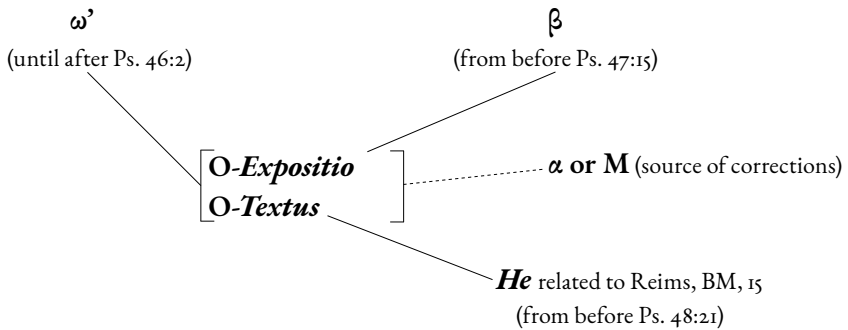 ω’ β
(until after Ps. 46:2) (from before Ps. 47:15)
O-Expositio
α or M (source of corrections)
O-Textus
He related to Reims, BM, 15
(from before Ps. 48:21)